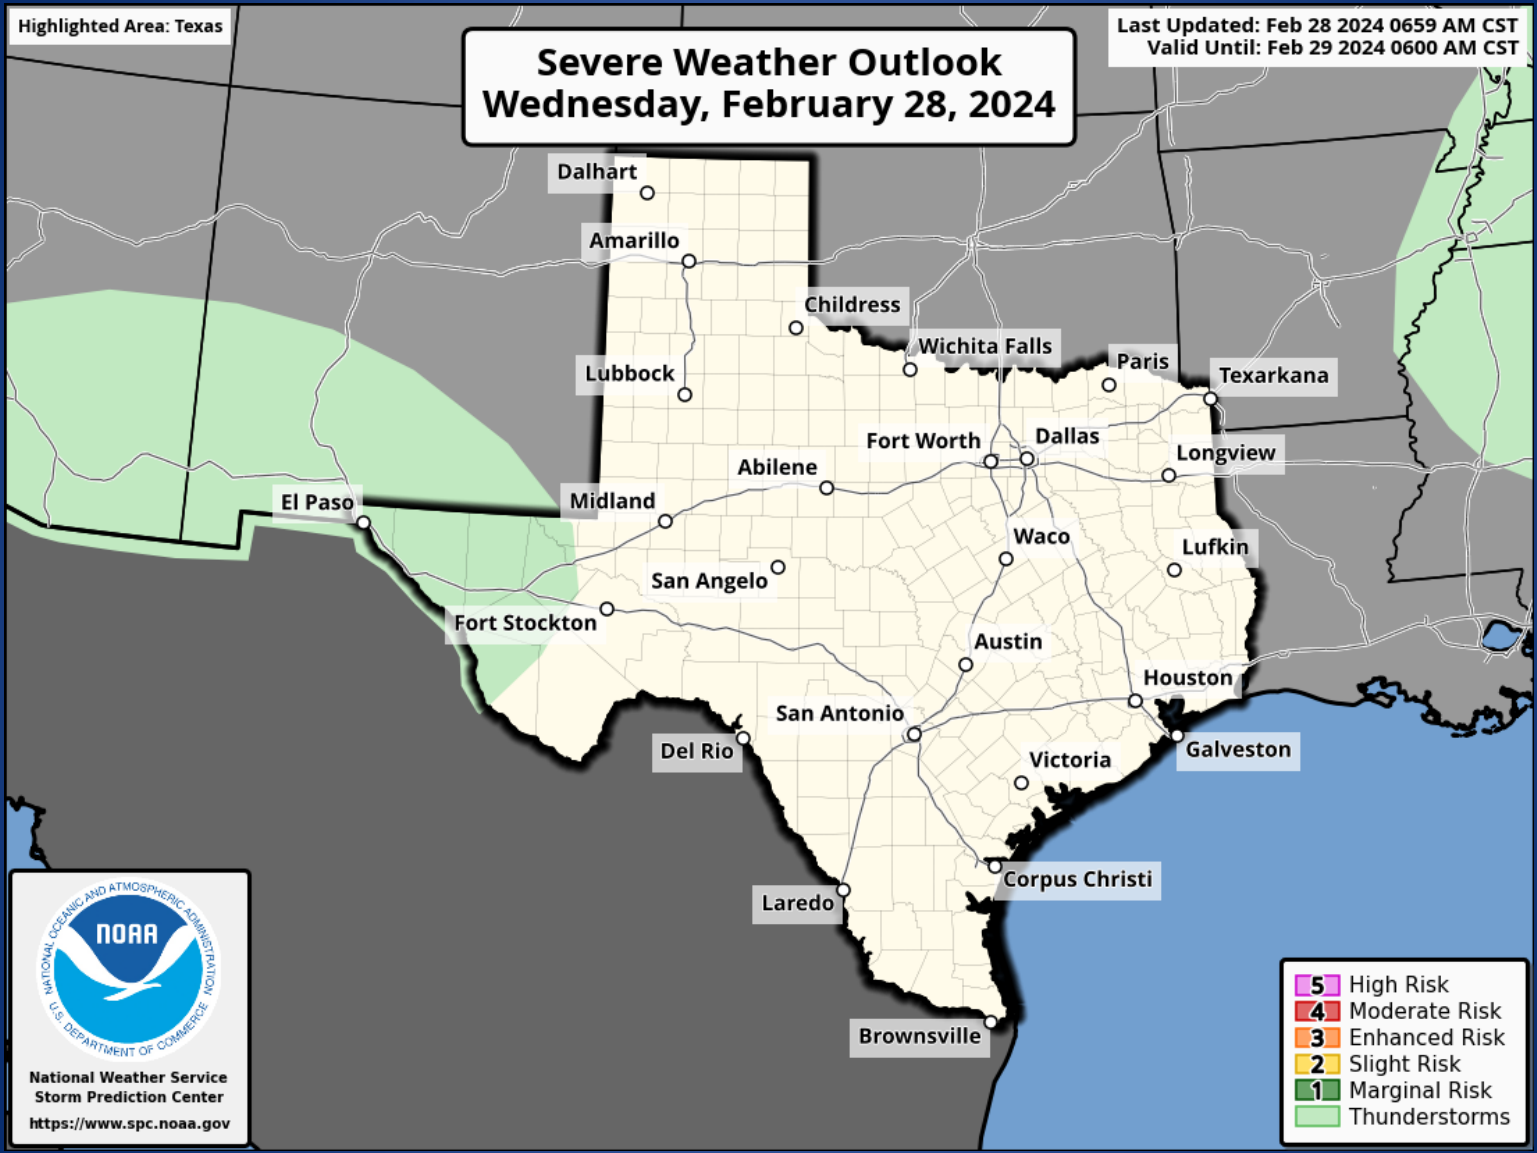 Highlighted Area: Texas
Last Updated: Feb 28 2024 0659 AM CST
Valid Until: Feb 29 2024 0600 AM CST
Severe Weather Outlook
Wednesday, February 28, 2024
Dalhart
Amarillo
Childress
Wichita Falls
Paris
Texarkana
Lubbock
Fort Worth
Dallas
Longview
Abilene
Midland
El Paso
Waco
Lufkin
San Angelo
Fort Stockton
Austin
Houston
San Antonio
Del Rio
Galveston
Victoria
Corpus Christi
Laredo
Brownsville
NATIONAL OCEANIC AND ATMOSPHERIC ADMINISTRATION
NOAA
U.S. DEPARTMENT OF COMMERCE
National Weather Service
Storm Prediction Center
https://www.spc.noaa.gov
5 High Risk
4 Moderate Risk
3 Enhanced Risk
2 Slight Risk
1 Marginal Risk
Thunderstorms